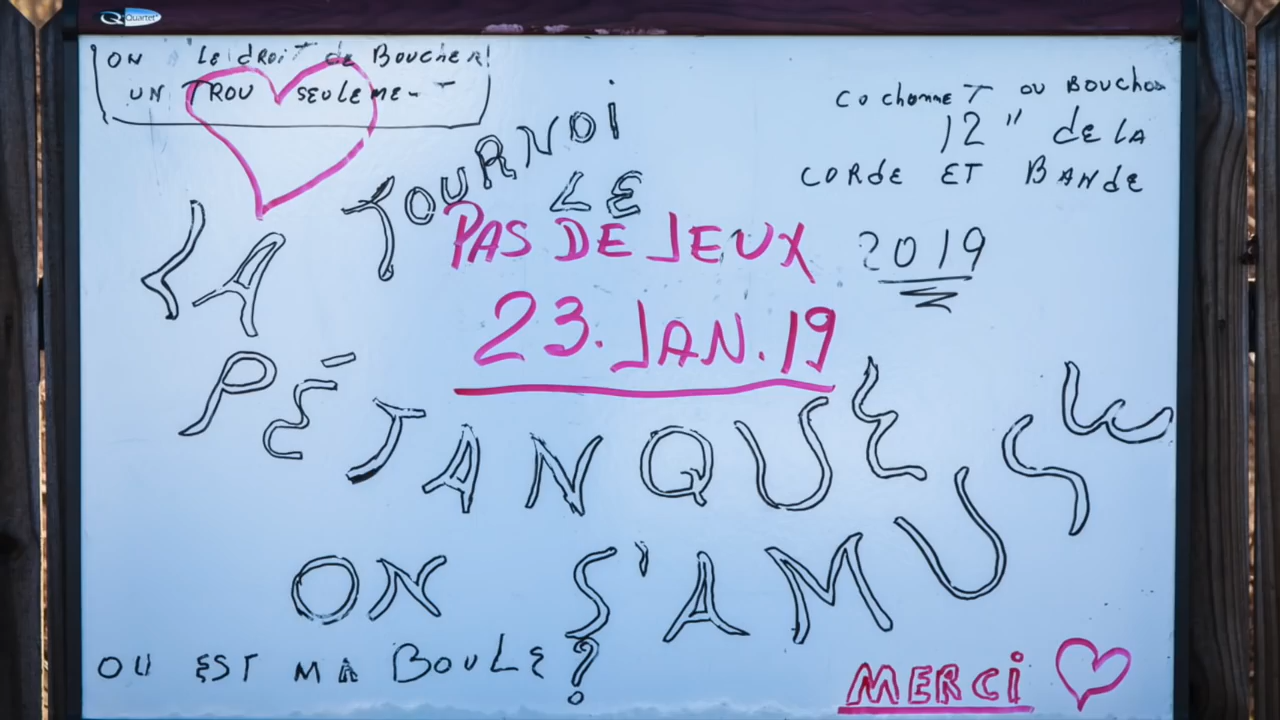 Quartet
ON LE dROiT de BOUCHER!
UN TROU SEULEMENT
COCHONNET OU BOUCHON
12" de LA
CORDE ET BANDE
TOURNOi
LE
PAS DE JEUX
2019
23. JAN. 19
LA
PÉTANQUE
ON S'AMUSE
OU EST MA BOULE?
MERCi